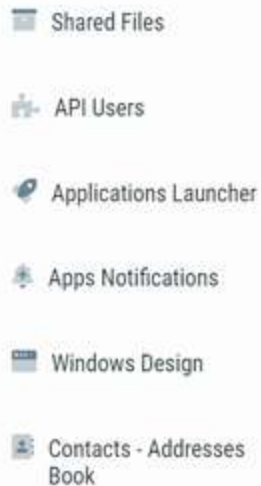 Shared Files
API Users
Applications Launcher
Apps Notifications
Windows Design
Contacts - Addresses
Book